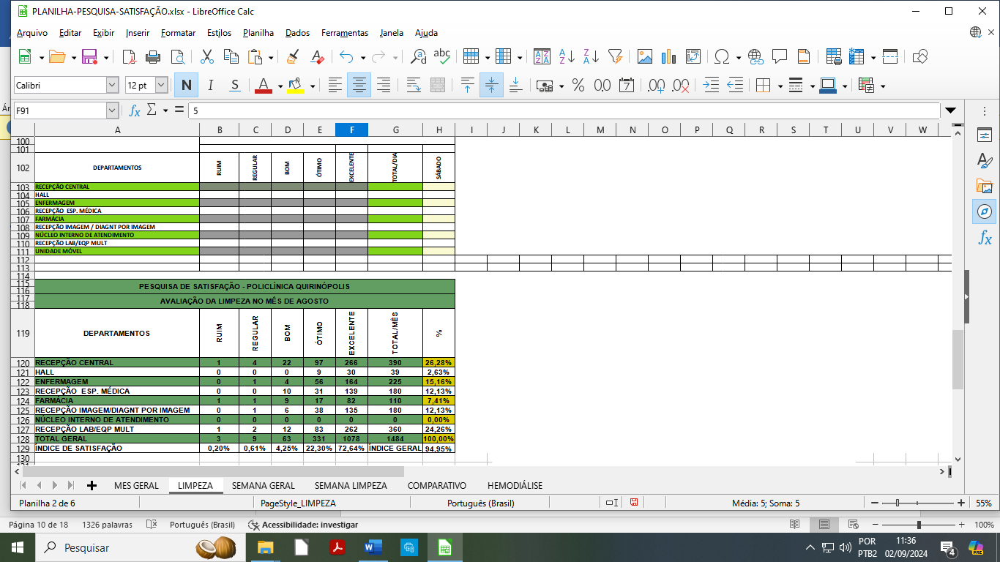 PLANILHA-PESQUISA-SATISFAÇÃO.xlsx - LibreOffice Calc
Arquivo Editar Exibir Inserir Formatar Estilos Planilha Dados Ferramentas Janela Ajuda
Calibri 12 pt N I S A
F91 fx Σ = 5
A B C D E F G H I J K L M N O P Q R S T U V W
100
101
102 DEPARTAMENTOS RUIM REGULAR BOM ÓTIMO EXCELENTE TOTAL/DIA SÁBADO
103 RECEPÇÃO CENTRAL
104 HALL
105 ENFERMAGEM
106 RECEPÇÃO ESP. MÉDICA
107 FARMÁCIA
108 RECEPÇÃO IMAGEM / DIAGNT POR IMAGEM
109 NÚCLEO INTERNO DE ATENDIMENTO
110 RECEPÇÃO LAB/EQP MULT
111 UNIDADE MÓVEL
112
113
114
115 PESQUISA DE SATISFAÇÃO - POLICLÍNICA QUIRINÓPOLIS
116
117 AVALIAÇÃO DA LIMPEZA NO MÊS DE AGOSTO
118
119 DEPARTAMENTOS RUIM REGULAR BOM ÓTIMO EXCELENTE TOTAL/MÊS %
120 RECEPÇÃO CENTRAL 1 4 22 97 266 390 26,28%
121 HALL 0 0 0 9 30 39 2,63%
122 ENFERMAGEM 0 1 4 56 164 225 15,16%
123 RECEPÇÃO ESP. MÉDICA 0 0 10 31 139 180 12,13%
124 FARMÁCIA 1 1 9 17 82 110 7,41%
125 RECEPÇÃO IMAGEM/DIAGNT POR IMAGEM 0 1 6 38 135 180 12,13%
126 NÚCLEO INTERNO DE ATENDIMENTO 0 0 0 0 0 0 0,00%
127 RECEPÇÃO LAB/EQP MULT 1 2 12 83 262 360 24,26%
128 TOTAL GERAL 3 9 63 331 1078 1484 100,00%
129 ÍNDICE DE SATISFAÇÃO 0,20% 0,61% 4,25% 22,30% 72,64% ÍNDICE GERAL 94,95%
130
MES GERAL LIMPEZA SEMANA GERAL SEMANA LIMPEZA COMPARATIVO HEMODIÁLISE
Planilha 2 de 6 PageStyle_LIMPEZA Português (Brasil) Média: 5; Soma: 5 55%
Página 10 de 18 1326 palavras Português (Brasil) Acessibilidade: investigar 100%
Pesquisar POR 11:36
PTB2 02/09/2024 4